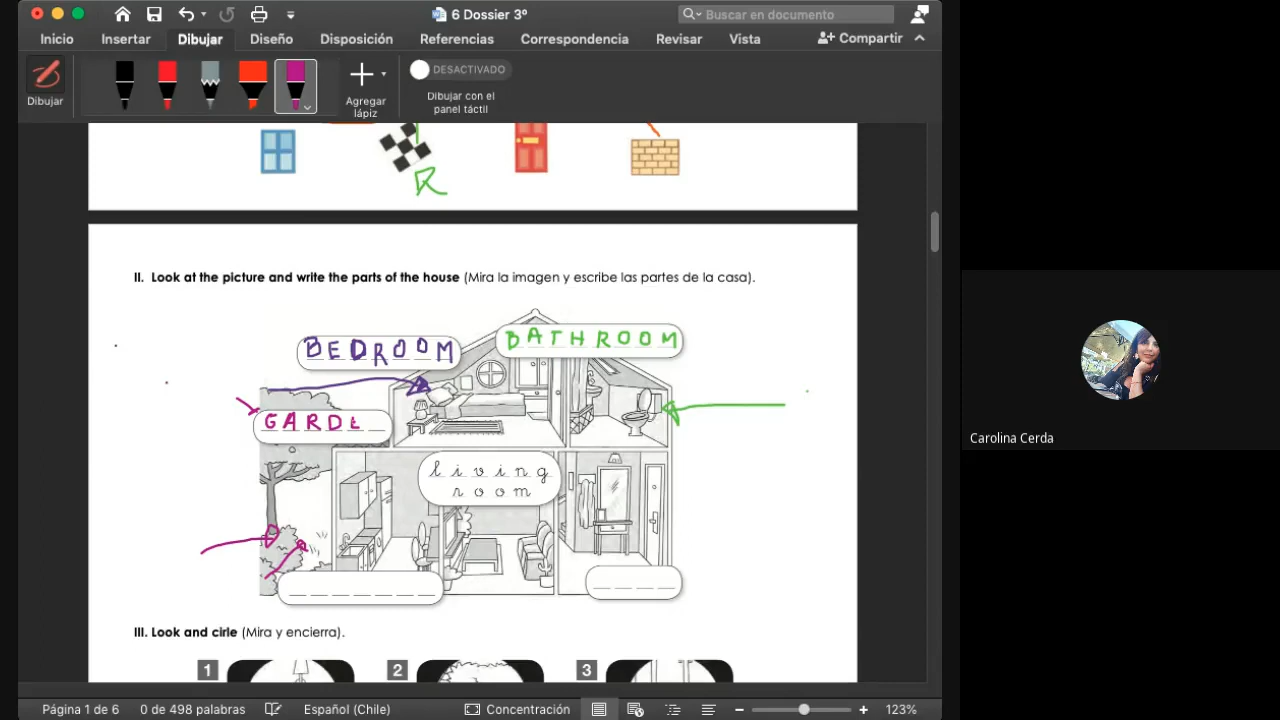 6 Dossier 3º
Buscar en documento
Inicio Insertar Dibujar Diseño Disposición Referencias Correspondencia Revisar Vista Compartir
DESACTIVADO
Dibujar
Agregar lápiz
Dibujar con el panel táctil
II. Look at the picture and write the parts of the house (Mira la imagen y escribe las partes de la casa).
BEDROOM
BATHROOM
GARDE
living
room
III. Look and cirle (Mira y encierra).
1 2 3
Página 1 de 6 0 de 498 palabras Español (Chile) Concentración 123%
Carolina Cerda